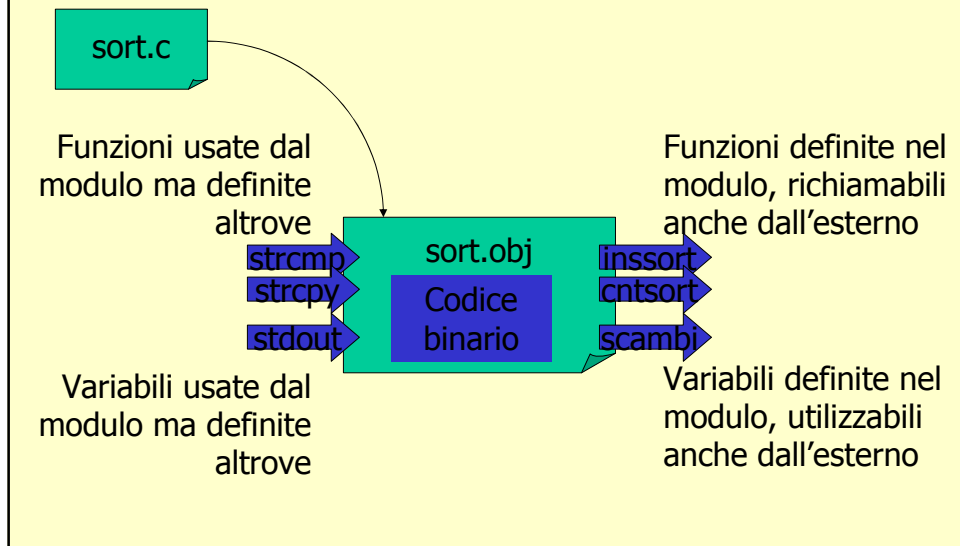 sort.c
Funzioni usate dal
modulo ma definite
altrove
Funzioni definite nel
modulo, richiamabili
anche dall'esterno
strcmp
strcpy
stdout
sort.obj
Codice
binario
inssort
cntsort
scambi
Variabili usate dal
modulo ma definite
altrove
Variabili definite nel
modulo, utilizzabili
anche dall'esterno